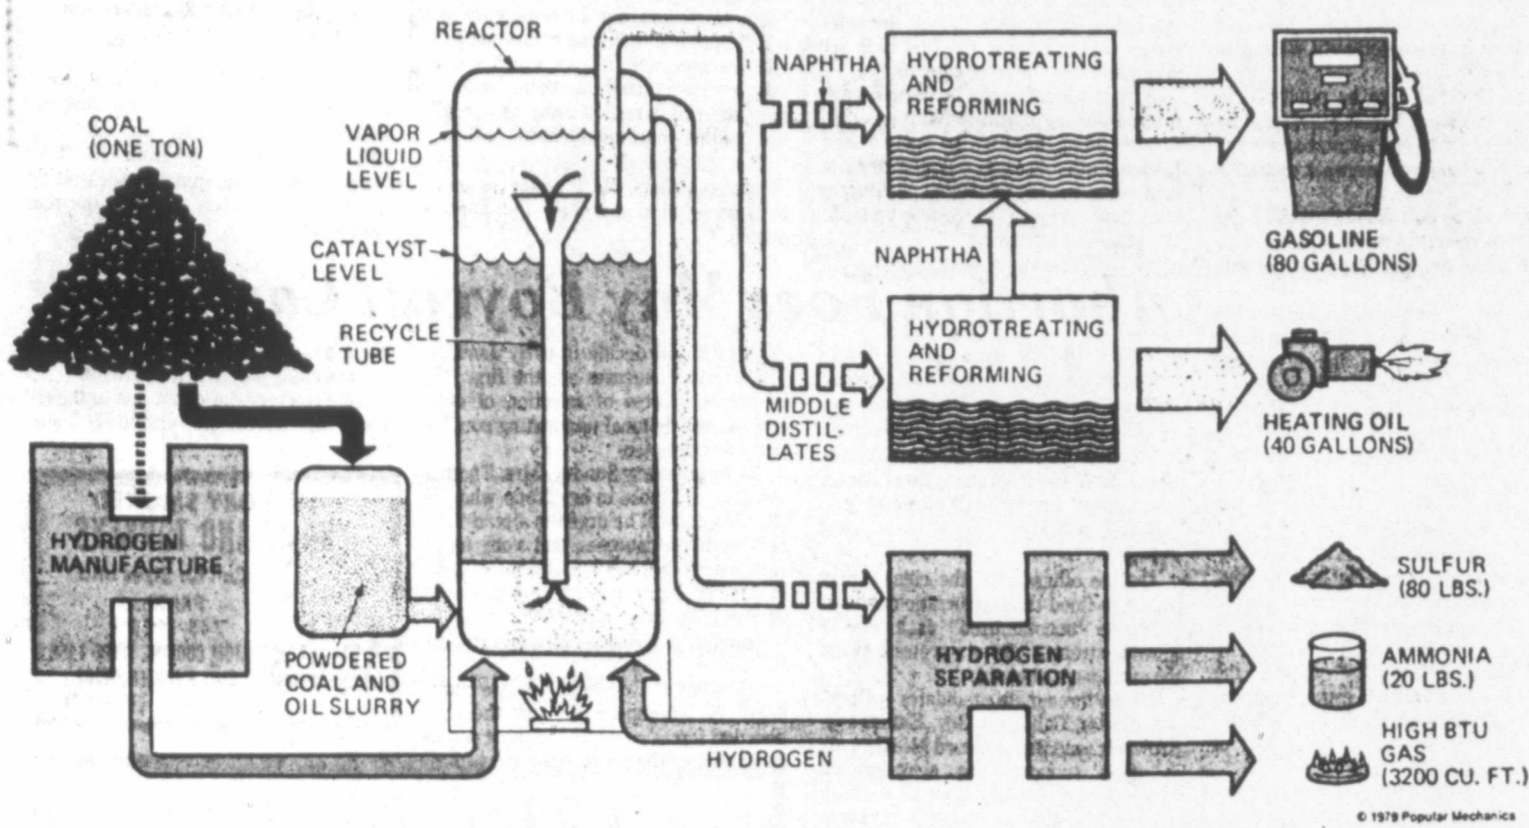 REACTOR
COAL
(ONE TON)
VAPOR
LIQUID
LEVEL
CATALYST
LEVEL
RECYCLE
TUBE
NAPHTHA
HYDROTREATING
AND
REFORMING
GASOLINE
(80 GALLONS)
NAPHTHA
HYDROTREATING
AND
REFORMING
MIDDLE
DISTIL-
LATES
HEATING OIL
(40 GALLONS)
HYDROGEN
MANUFACTURE
POWDERED
COAL AND
OIL SLURRY
HYDROGEN
HYDROGEN
SEPARATION
SULFUR
(80 LBS.)
AMMONIA
(20 LBS.)
HIGH BTU
GAS
(3200 CU. FT.)
© 1979 Popular Mechanics